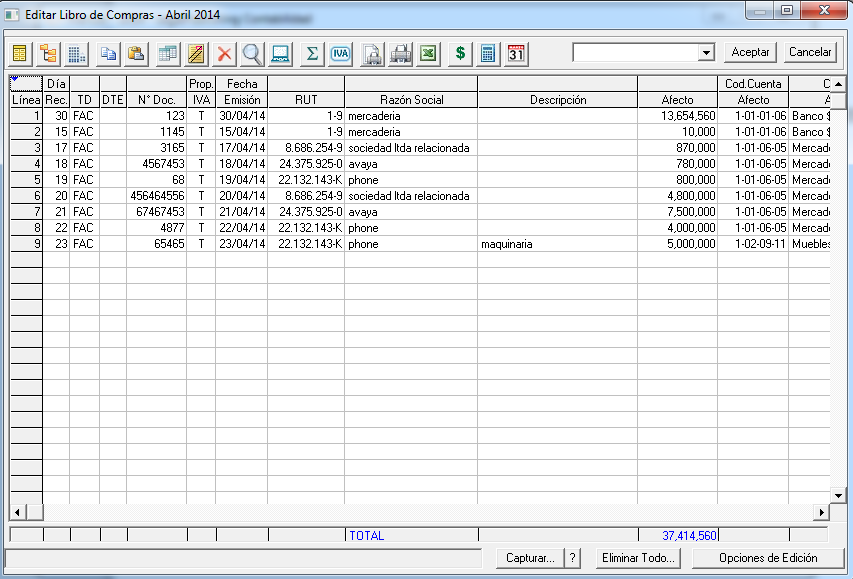 Editar Libro de Compras - Abril 2014
Σ IVA $ 31 Aceptar Cancelar
Día Prop. Fecha Cod.Cuenta C
Línea Rec. TD DTE N° Doc. IVA Emisión RUT Razón Social Descripción Afecto Afecto A
1 30 FAC 123 T 30/04/14 1-9 mercaderia 13,654,560 1-01-01-06 Banco $
2 15 FAC 1145 T 15/04/14 1-9 mercaderia 10,000 1-01-01-06 Banco $
3 17 FAC 3165 T 17/04/14 8.686.254-9 sociedad ltda relacionada 870,000 1-01-06-05 Mercade
4 18 FAC 4567453 T 18/04/14 24.375.925-0 avaya 780,000 1-01-06-05 Mercade
5 19 FAC 68 T 19/04/14 22.132.143-K phone 800,000 1-01-06-05 Mercade
6 20 FAC 456464556 T 20/04/14 8.686.254-9 sociedad ltda relacionada 4,800,000 1-01-06-05 Mercade
7 21 FAC 67467453 T 21/04/14 24.375.925-0 avaya 7,500,000 1-01-06-05 Mercade
8 22 FAC 4877 T 22/04/14 22.132.143-K phone 4,000,000 1-01-06-05 Mercade
9 23 FAC 65465 T 23/04/14 22.132.143-K phone maquinaria 5,000,000 1-02-09-11 Muebles
TOTAL 37,414,560
Capturar... ? Eliminar Todo... Opciones de Edición